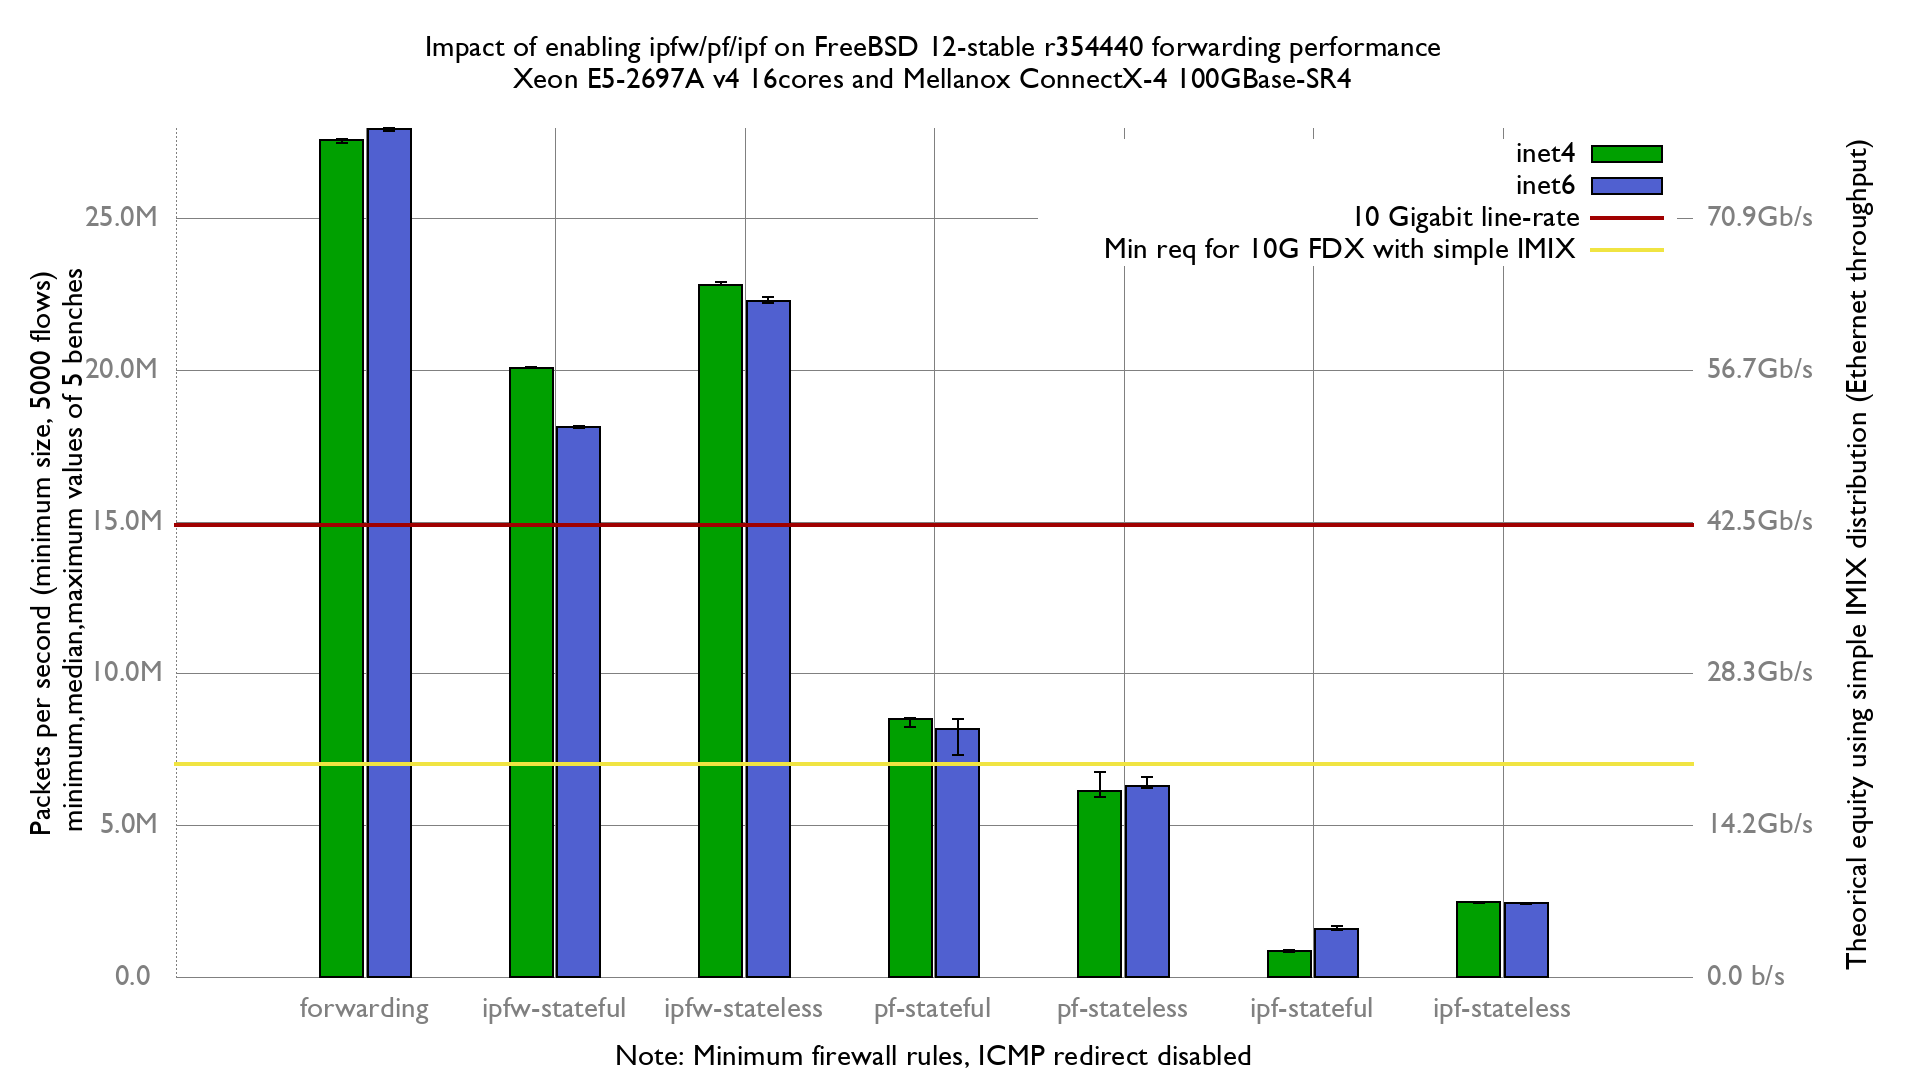 Impact of enabling ipfw/pf/ipf on FreeBSD 12-stable r354440 forwarding performance
Xeon E5-2697A v4 16cores and Mellanox ConnectX-4 100GBase-SR4
inet4
inet6
10 Gigabit line-rate
Min req for 10G FDX with simple IMIX
Packets per second (minimum size, 5000 flows)
minimum,median,maximum values of 5 benches
25.0M
20.0M
15.0M
10.0M
5.0M
0.0
70.9Gb/s
56.7Gb/s
42.5Gb/s
28.3Gb/s
14.2Gb/s
0.0 b/s
Theorical equity using simple IMIX distribution (Ethernet throughput)
forwarding
ipfw-stateful
ipfw-stateless
pf-stateful
pf-stateless
ipf-stateful
ipf-stateless
Note: Minimum firewall rules, ICMP redirect disabled